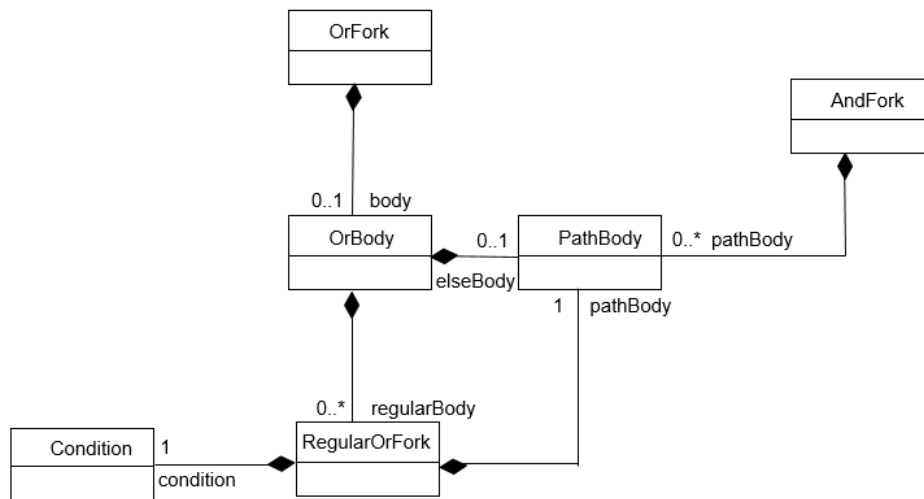 OrFork
AndFork
0..1 body
OrBody
0..1
PathBody
0..* pathBody
elseBody
1 pathBody
0..* regularBody
Condition
1
RegularOrFork
condition